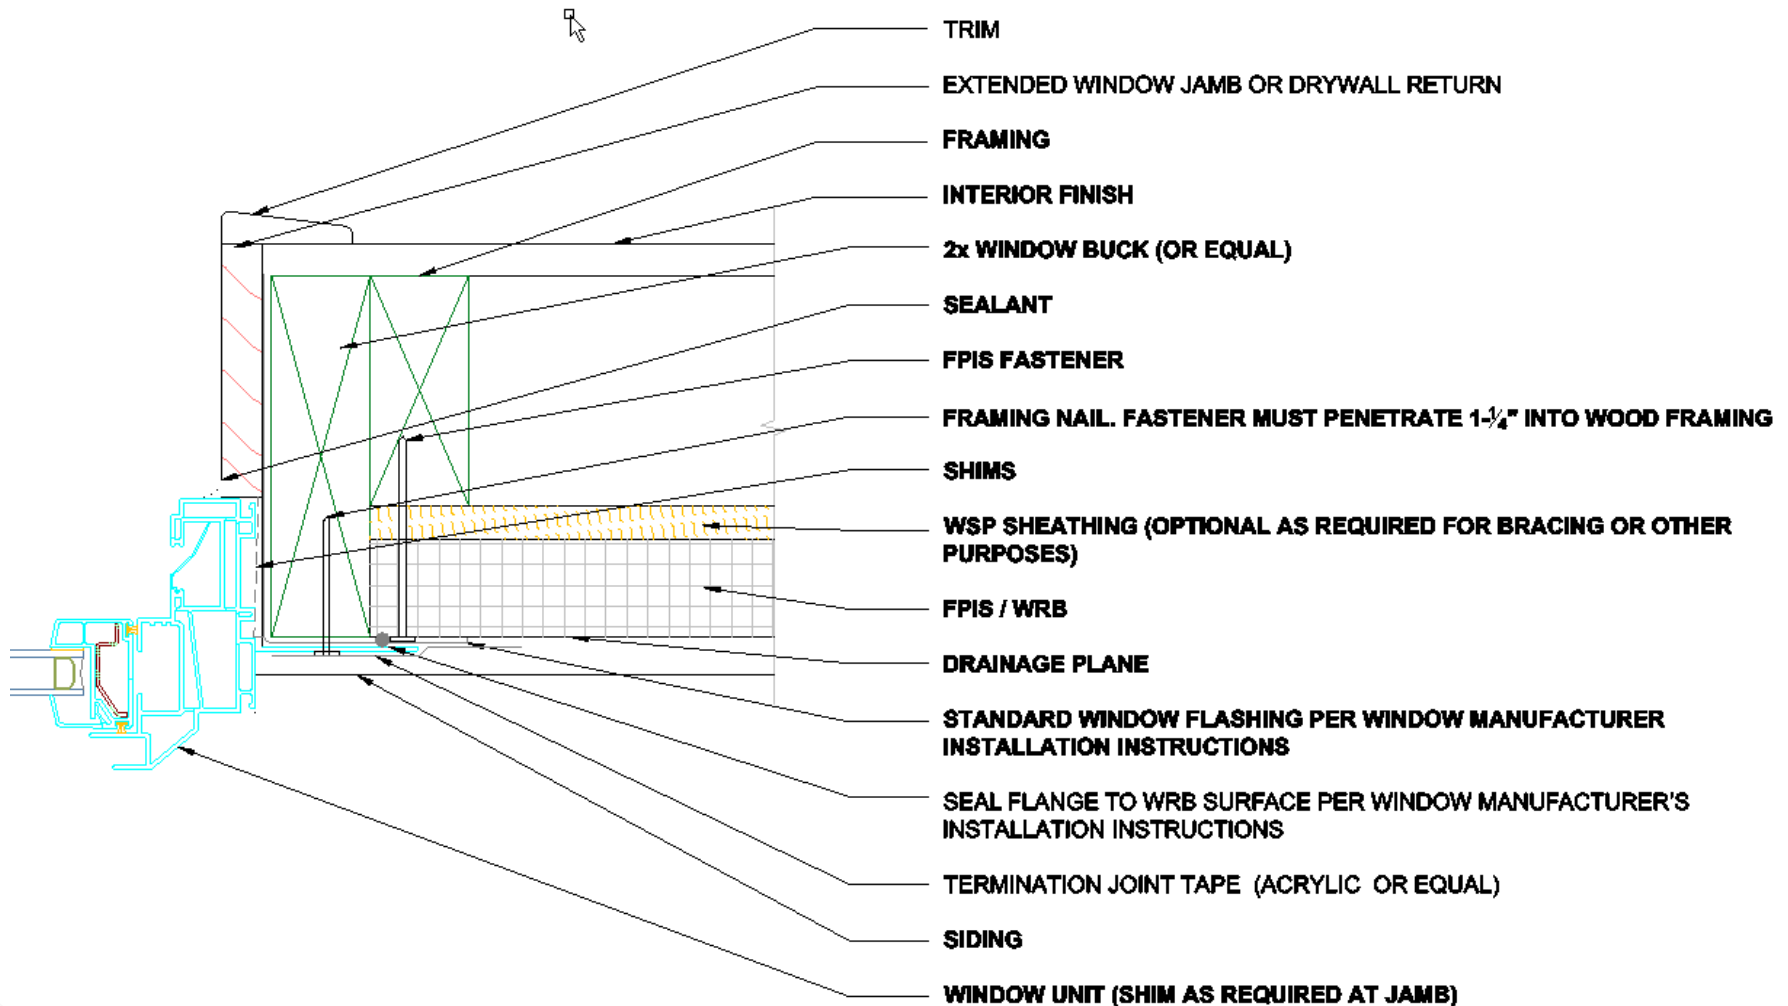 TRIM
EXTENDED WINDOW JAMB OR DRYWALL RETURN
FRAMING
INTERIOR FINISH
2x WINDOW BUCK (OR EQUAL)
SEALANT
FPIS FASTENER
FRAMING NAIL. FASTENER MUST PENETRATE 1-¼" INTO WOOD FRAMING
SHIMS
WSP SHEATHING (OPTIONAL AS REQUIRED FOR BRACING OR OTHER
PURPOSES)
FPIS / WRB
DRAINAGE PLANE
STANDARD WINDOW FLASHING PER WINDOW MANUFACTURER
INSTALLATION INSTRUCTIONS
SEAL FLANGE TO WRB SURFACE PER WINDOW MANUFACTURER'S
INSTALLATION INSTRUCTIONS
TERMINATION JOINT TAPE (ACRYLIC OR EQUAL)
SIDING
WINDOW UNIT (SHIM AS REQUIRED AT JAMB)